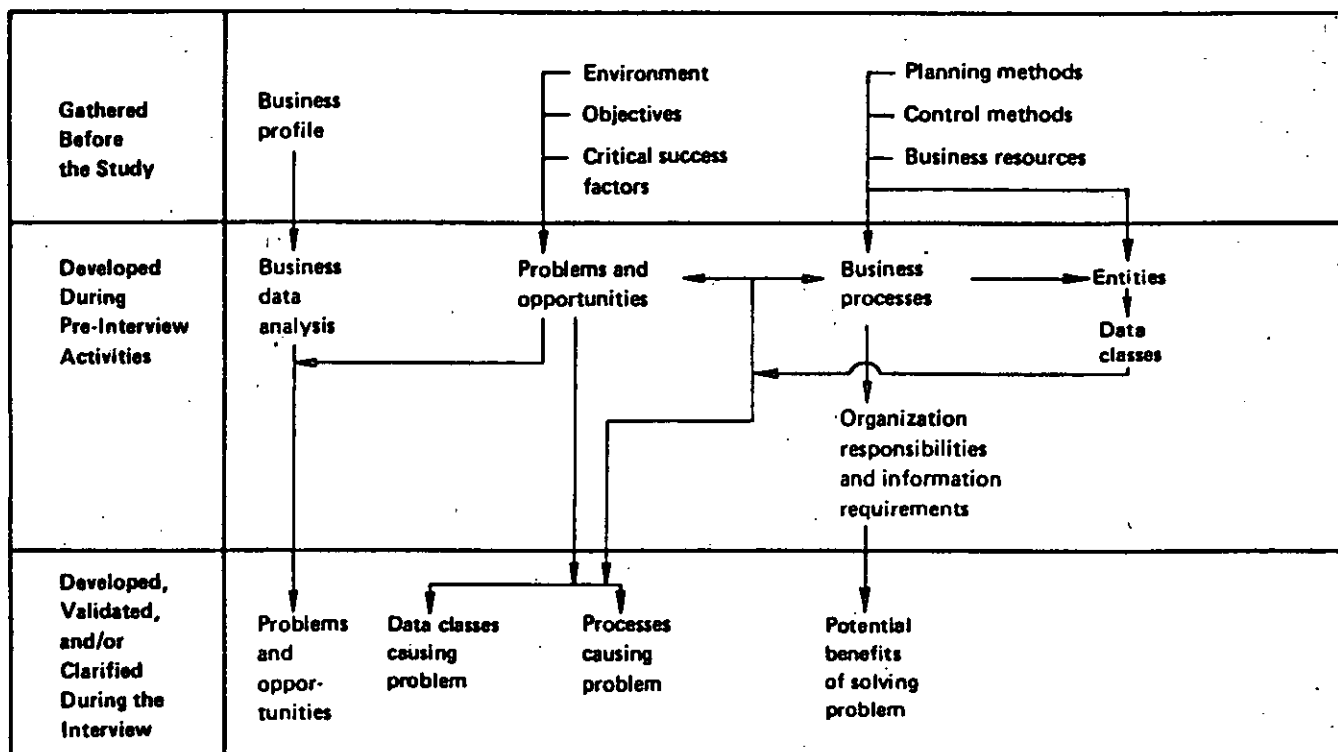 Gathered
Before
the Study
Business
profile
Environment
Objectives
Critical success
factors
Planning methods
Control methods
Business resources
Developed
During
Pre-Interview
Activities
Business
data
analysis
Problems and
opportunities
Business
processes
Entities
Data
classes
Organization
responsibilities
and information
requirements
Developed,
Validated,
and/or
Clarified
During the
Interview
Problems
and
oppor-
tunities
Data classes
causing
problem
Processes
causing
problem
Potential
benefits
of solving
problem